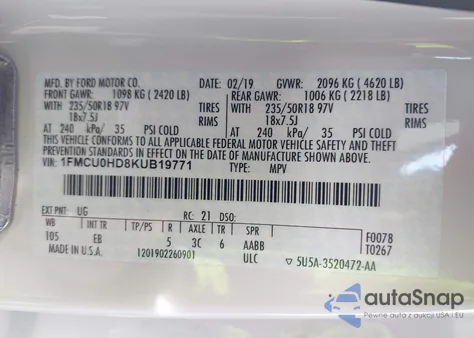 MFD. BY FORD MOTOR CO. 02/19 GVWR: 2096 KG ( 4620 LB)
FRONT GAWR: 1098 KG ( 2420 LB) REAR GAWR: 1006 KG ( 2218 LB)
WITH 235/50R18 97V TIRES WITH 235/50R18 97V TIRES
18x7.5J RIMS 18x7.5J RIMS
AT 240 kPa/ 35 PSI COLD AT 240 kPa/ 35 PSI COLD
THIS VEHICLE CONFORMS TO ALL APPLICABLE FEDERAL MOTOR VEHICLE SAFETY AND
THEFT PREVENTION STANDARDS IN EFFECT ON THE DATE OF MANUFACTURE SHOWN ABOVE.
VIN: 1FMCU0HD8KUB19771 TYPE: MPV
EXT PNT: UG RC: 21 DSO:
WB INT TR TP/PS R AXLE TR SPR F0078
105 EB 5 3C 6 AABB T0267
MADE IN U.S.A. 1201902260901 ULC 5U5A-3520472-AA
autoSnap
Pewne auta z USA i Kanady